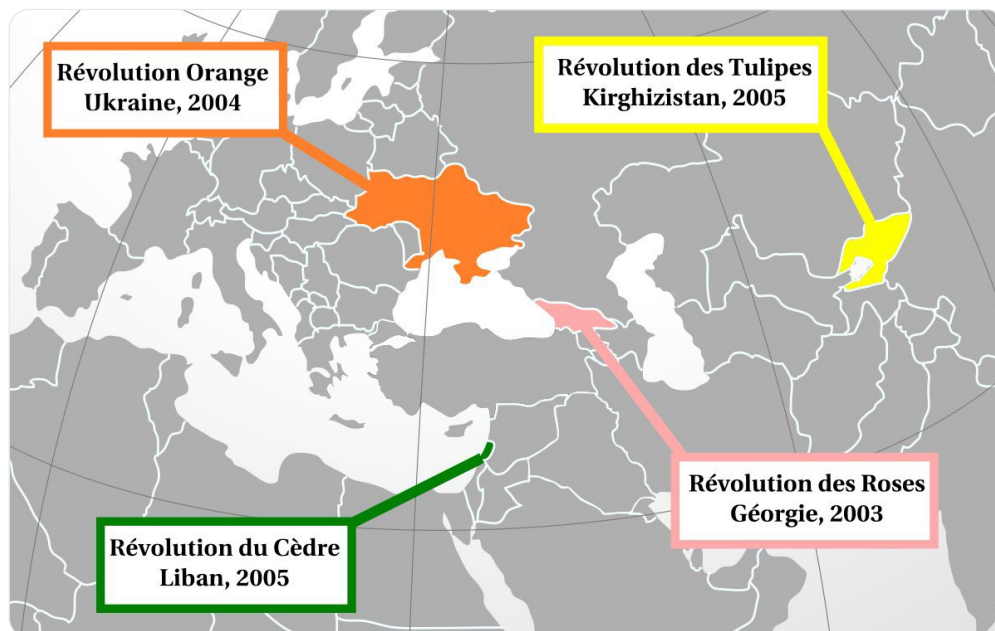 Révolution Orange
Ukraine, 2004
Révolution des Tulipes
Kirghizistan, 2005
Révolution des Roses
Géorgie, 2003
Révolution du Cèdre
Liban, 2005